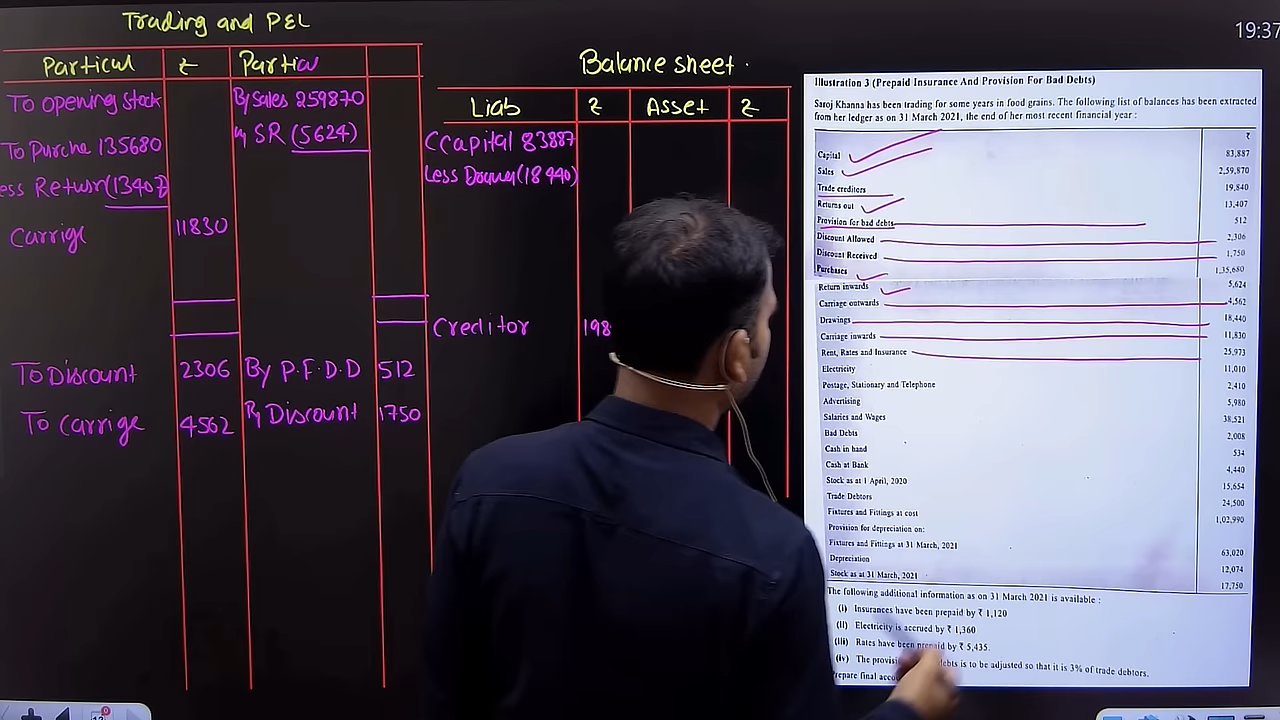 Trading and P&L
Particul ₹ Partial
To opening stock By Sales 259870
To Purche 135680 By SR (5624)
ess Retur(13407)
Carrige 11830
To Discount 2306 By P.F.D.D 512
To Carrige 4562 By Discount 1750
Balance sheet.
Liab ₹ Asset ₹
Capital 83887
Less (18440)
Creditor 198
19:37
Illustration 3 (Prepaid Insurance And Provision For Bad Debts)
Saroj Khanna has been trading for some years in food grains. The following list of balances has been extracted
from her ledger as on 31 March 2021, the end of her most recent financial year :
₹
Capital 83,887
Sales 2,59,870
Trade creditors 19,840
Returns out 13,407
Provision for bad debts 512
Discount Allowed 2,306
Discount Received 1,750
Purchases 1,35,680
Return inwards 5,624
Carriage outwards 4,562
Drawings 18,440
Carriage inwards 11,830
Rent, Rates and Insurance 25,973
Electricity 11,010
Postage, Stationary and Telephone 2,410
Advertising 5,980
Salaries and Wages 38,521
Bad Debts 2,008
Cash in hand 534
Cash at Bank 4,440
Stock as at 1 April, 2020 15,654
Trade Debtors 24,500
Fixtures and Fittings at cost 1,02,990
Provision for depreciation on:
Fixtures and Fittings at 31 March, 2021 63,020
Depreciation 12,074
Stock as at 31 March, 2021 17,750
The following additional information as on 31 March 2021 is available :
(i) Insurances have been prepaid by ₹ 1,120
(ii) Electricity is accrued by ₹ 1,360
(iii) Rates have been prepaid by ₹ 5,435.
(iv) The provisi debts is to be adjusted so that it is 3% of trade debtors.
repare final acco